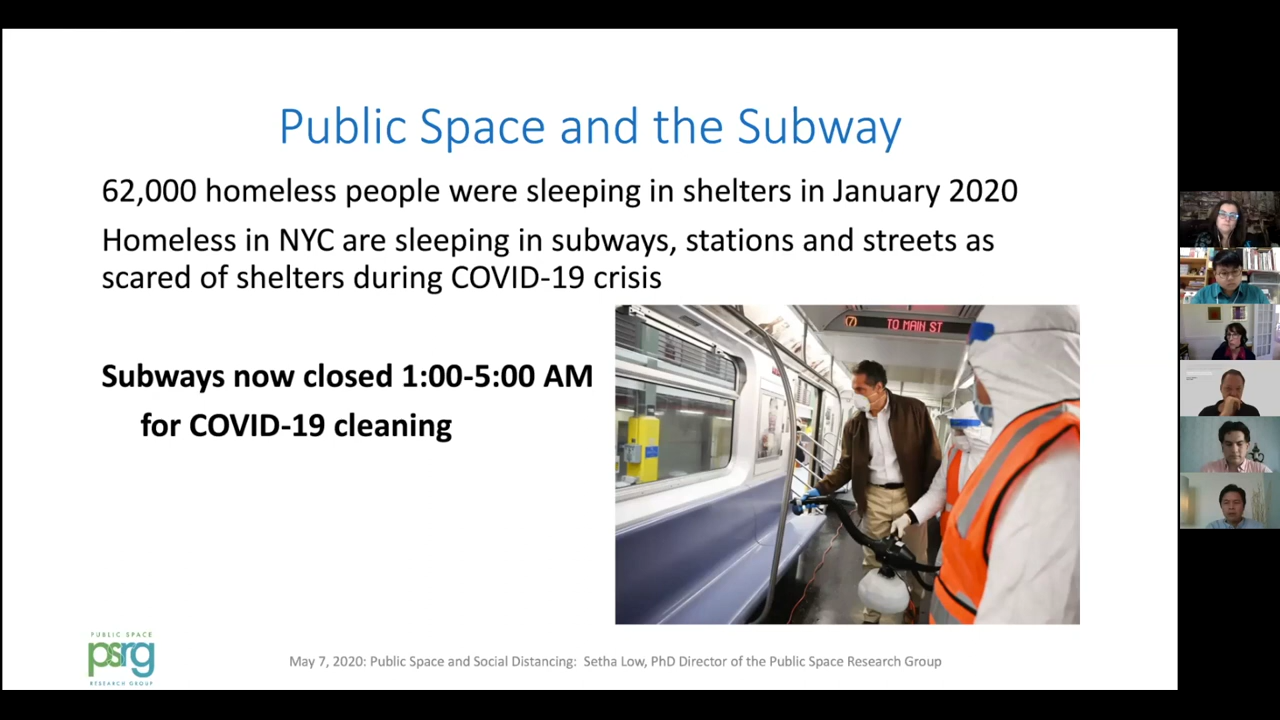 Public Space and the Subway
62,000 homeless people were sleeping in shelters in January 2020
Homeless in NYC are sleeping in subways, stations and streets as
scared of shelters during COVID-19 crisis
Subways now closed 1:00-5:00 AM
for COVID-19 cleaning
7 TO MAIN ST
PUBLIC SPACE
psrg
RESEARCH GROUP
May 7, 2020: Public Space and Social Distancing: Setha Low, PhD Director of the Public Space Research Group